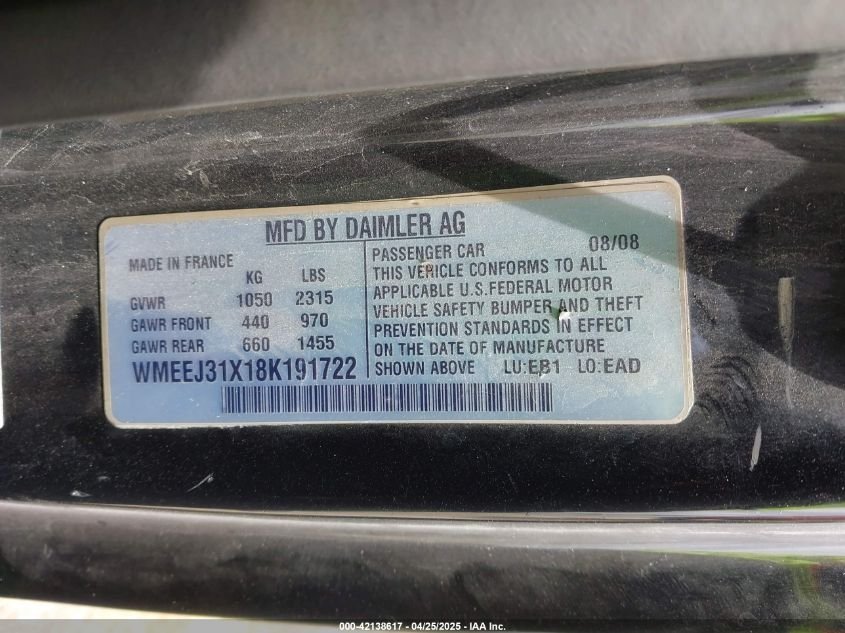 MFD BY DAIMLER AG
MADE IN FRANCE
KG LBS
GVWR 1050 2315
GAWR FRONT 440 970
GAWR REAR 660 1455
WMEEJ31X18K191722
PASSENGER CAR 08/08
THIS VEHICLE CONFORMS TO ALL
APPLICABLE U.S.FEDERAL MOTOR
VEHICLE SAFETY BUMPER AND THEFT
PREVENTION STANDARDS IN EFFECT
ON THE DATE OF MANUFACTURE
SHOWN ABOVE LU:EB1 LO:EAD
000-42138617 - 04/25/2025 - IAA Inc.